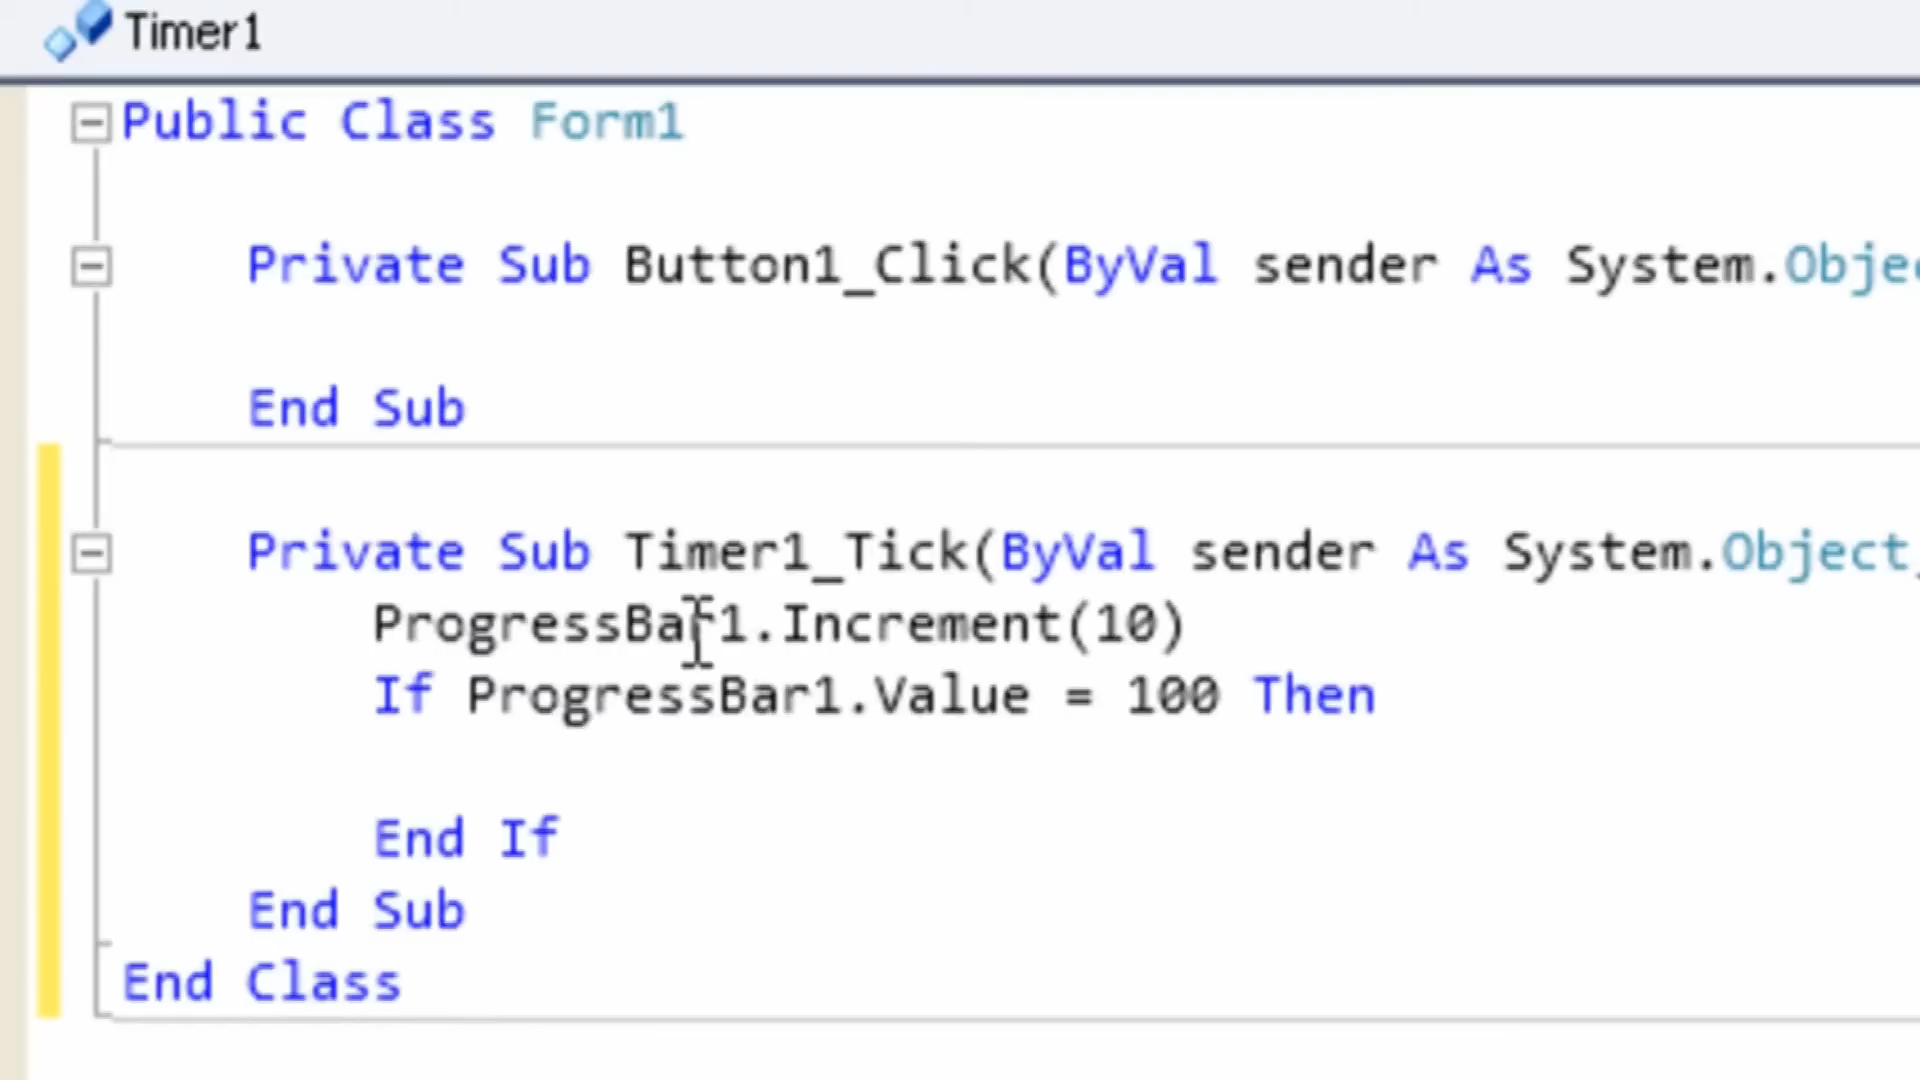 Timer1
Public Class Form1
Private Sub Button1_Click(ByVal sender As System.
End Sub
Private Sub Timer1_Tick(ByVal sender As System.Object
ProgressBar1.Increment(10)
If ProgressBar1.Value = 100 Then
End If
End Sub
End Class